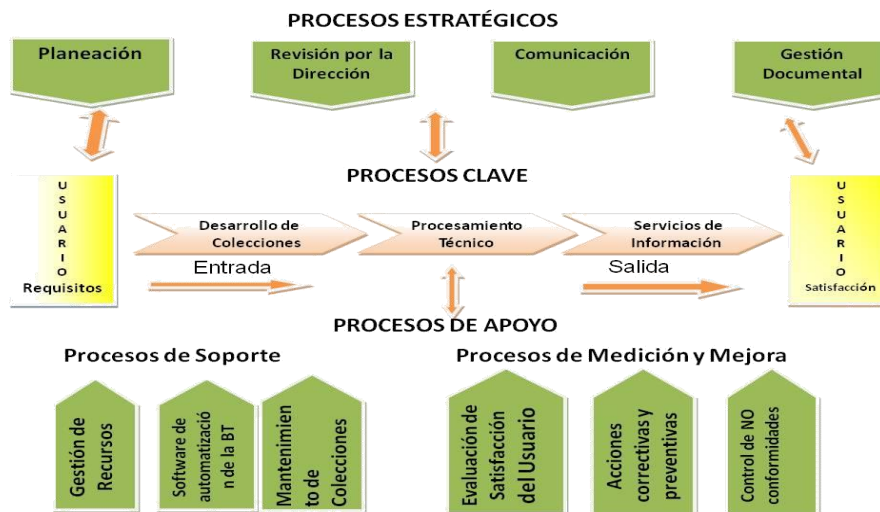 PROCESOS ESTRATÉGICOS
Planeación
Revisión por la
Dirección
Comunicación
Gestión
Documental
PROCESOS CLAVE
USUARIO
Requisitos
Desarrollo de
Colecciones
Procesamiento
Técnico
Servicios de
Información
USUARIO
Satisfacción
Entrada
Salida
PROCESOS DE APOYO
Procesos de Soporte
Procesos de Medición y Mejora
Gestión de
Recursos
Software de
automatizació
n de la BT
Mantenimien
to de
Colecciones
Evaluación de
Satisfacción
del Usuario
Acciones
correctivas y
preventivas
Control de NO
conformidades